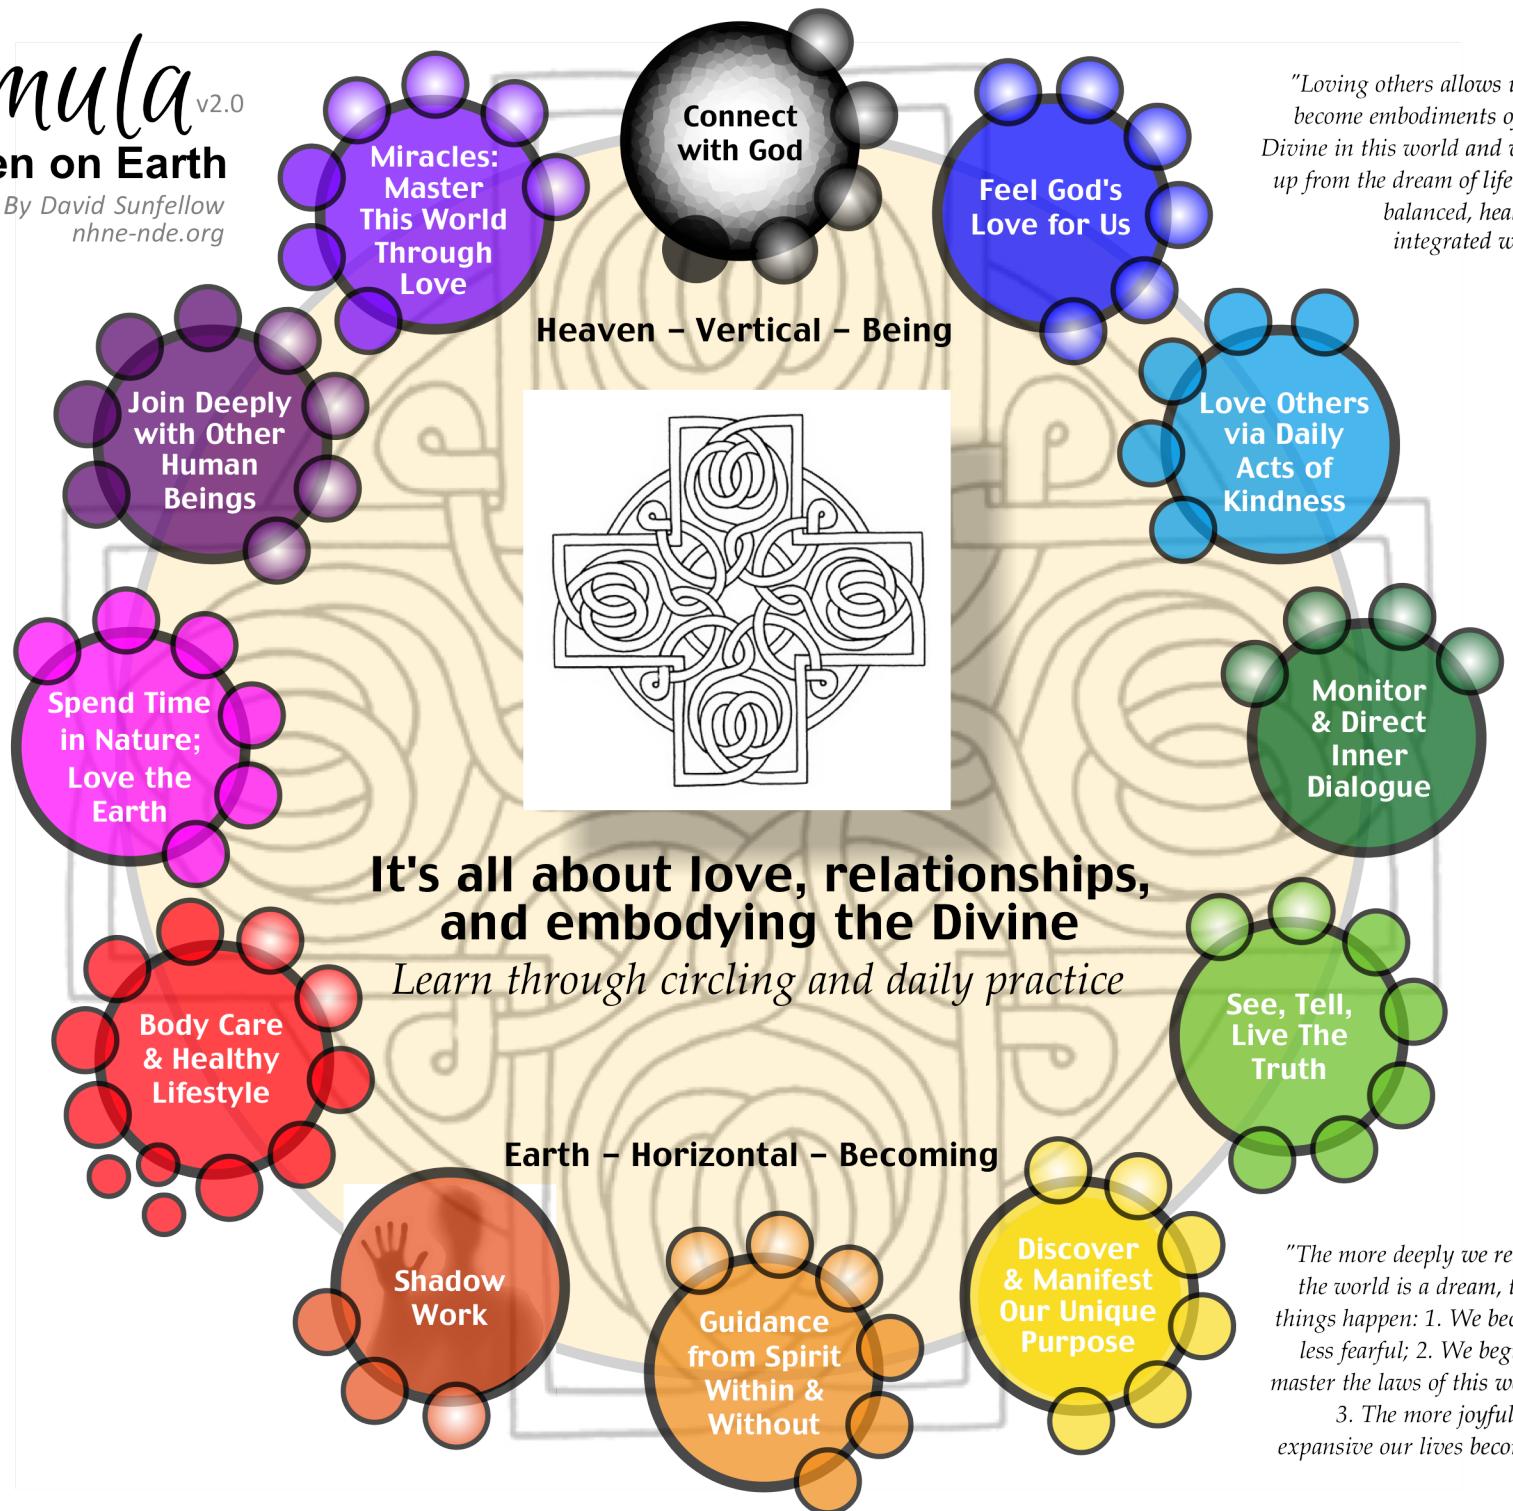 mula v2.0
en on Earth
By David Sunfellow
nhne-nde.org
Connect
with God
Feel God's
Love for Us
"Loving others allows
become embodiments
Divine in this world and
up from the dream of life
balanced,
integrated
Love Others
via Daily
Acts of
Kindness
Monitor
& Direct
Inner
Dialogue
See, Tell,
Live The
Truth
Discover
& Manifest
Our Unique
Purpose
Guidance
from Spirit
Within &
Without
Shadow
Work
Body Care
& Healthy
Lifestyle
Spend Time
in Nature;
Love the
Earth
Join Deeply
with Other
Human
Beings
Miracles:
Master
This World
Through
Love
Heaven – Vertical – Being
It's all about love, relationships,
and embodying the Divine
Learn through circling and daily practice
Earth – Horizontal – Becoming
"The more deeply we
the world is a dream,
things happen: 1. We
less fearful; 2. We
master the laws of this
3. The more joyful
expansive our lives